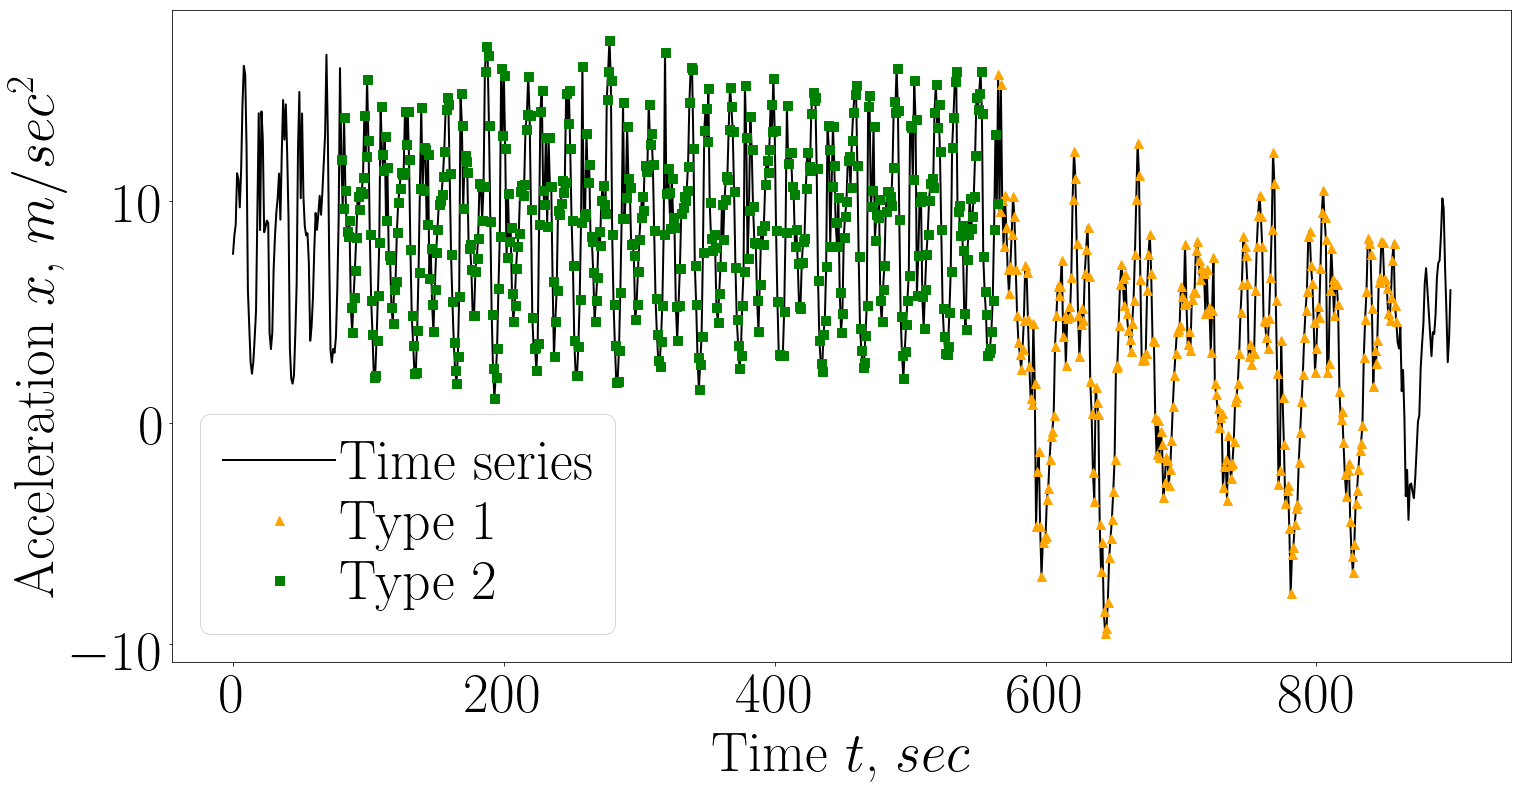 Acceleration x, m/sec²
10
0
−10
Time series
Type 1
Type 2
0 200 400 600 800
Time t, sec